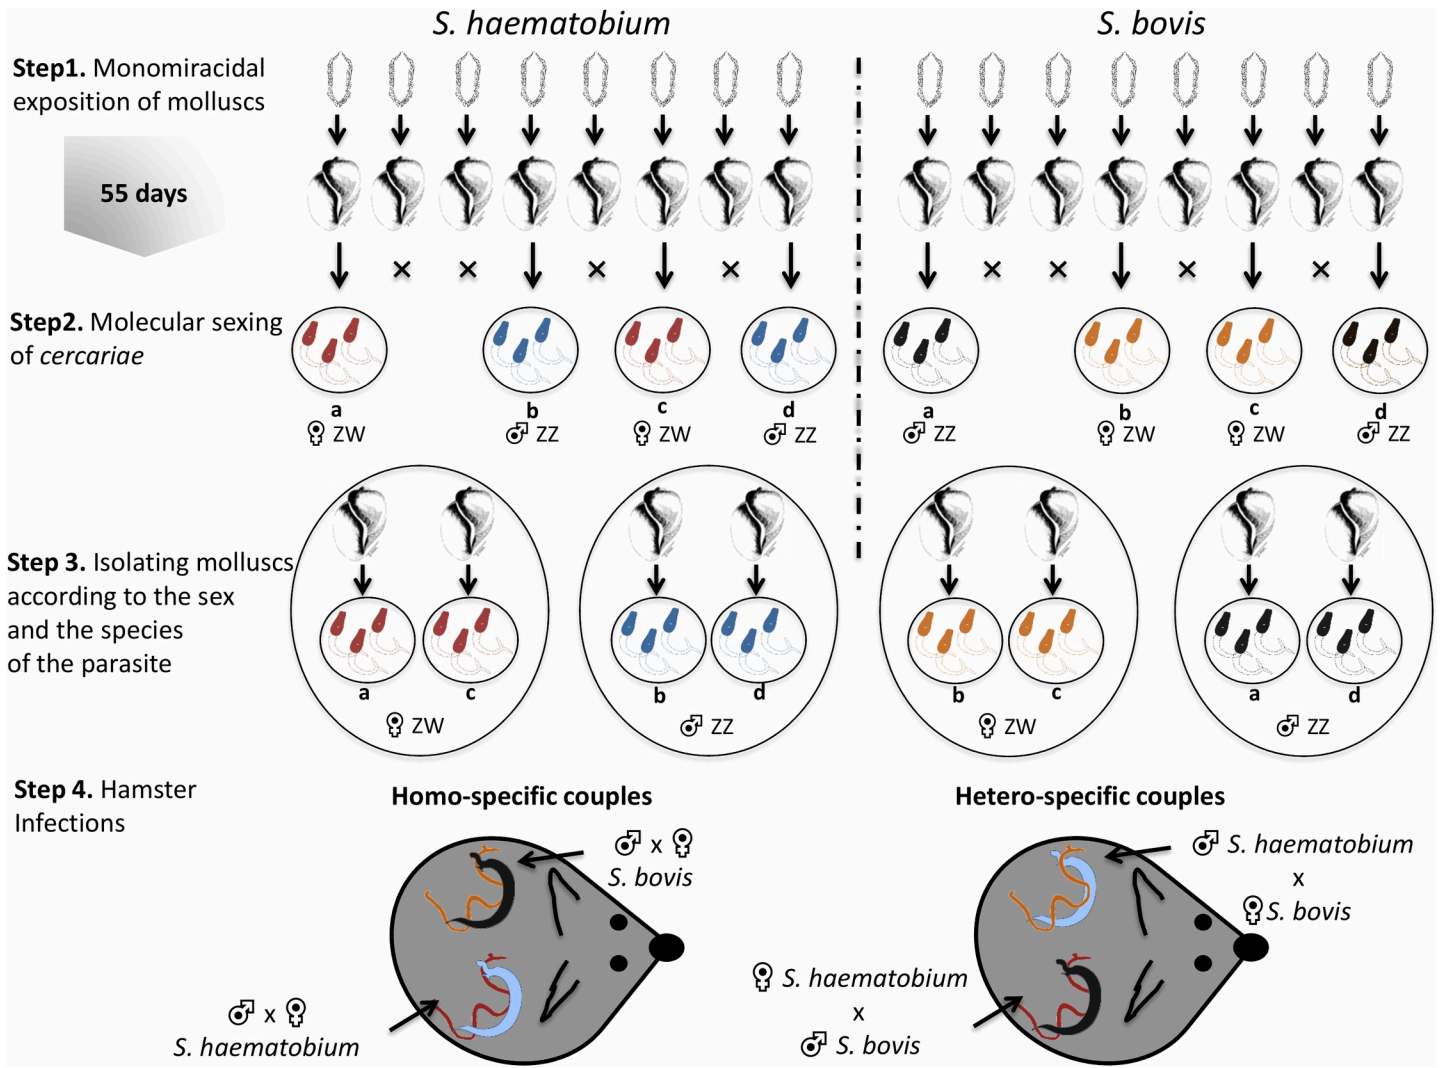 S. haematobium
S. bovis
Step1. Monomiracidal
exposition of molluscs
55 days
Step2. Molecular sexing
of cercariae
a
b
c
d
a
b
c
d
♀ ZW
♂ ZZ
♀ ZW
♂ ZZ
♂ ZZ
♀ ZW
♀ ZW
♂ ZZ
Step 3. Isolating molluscs
according to the sex
and the species
of the parasite
a
c
b
d
b
c
a
d
♀ ZW
♂ ZZ
♀ ZW
♂ ZZ
Step 4. Hamster
Infections
Homo-specific couples
♂ x ♀
S. bovis
♂ x ♀
S. haematobium
Hetero-specific couples
♂ S. haematobium
x
♀ S. bovis
♀ S. haematobium
x
♂ S. bovis